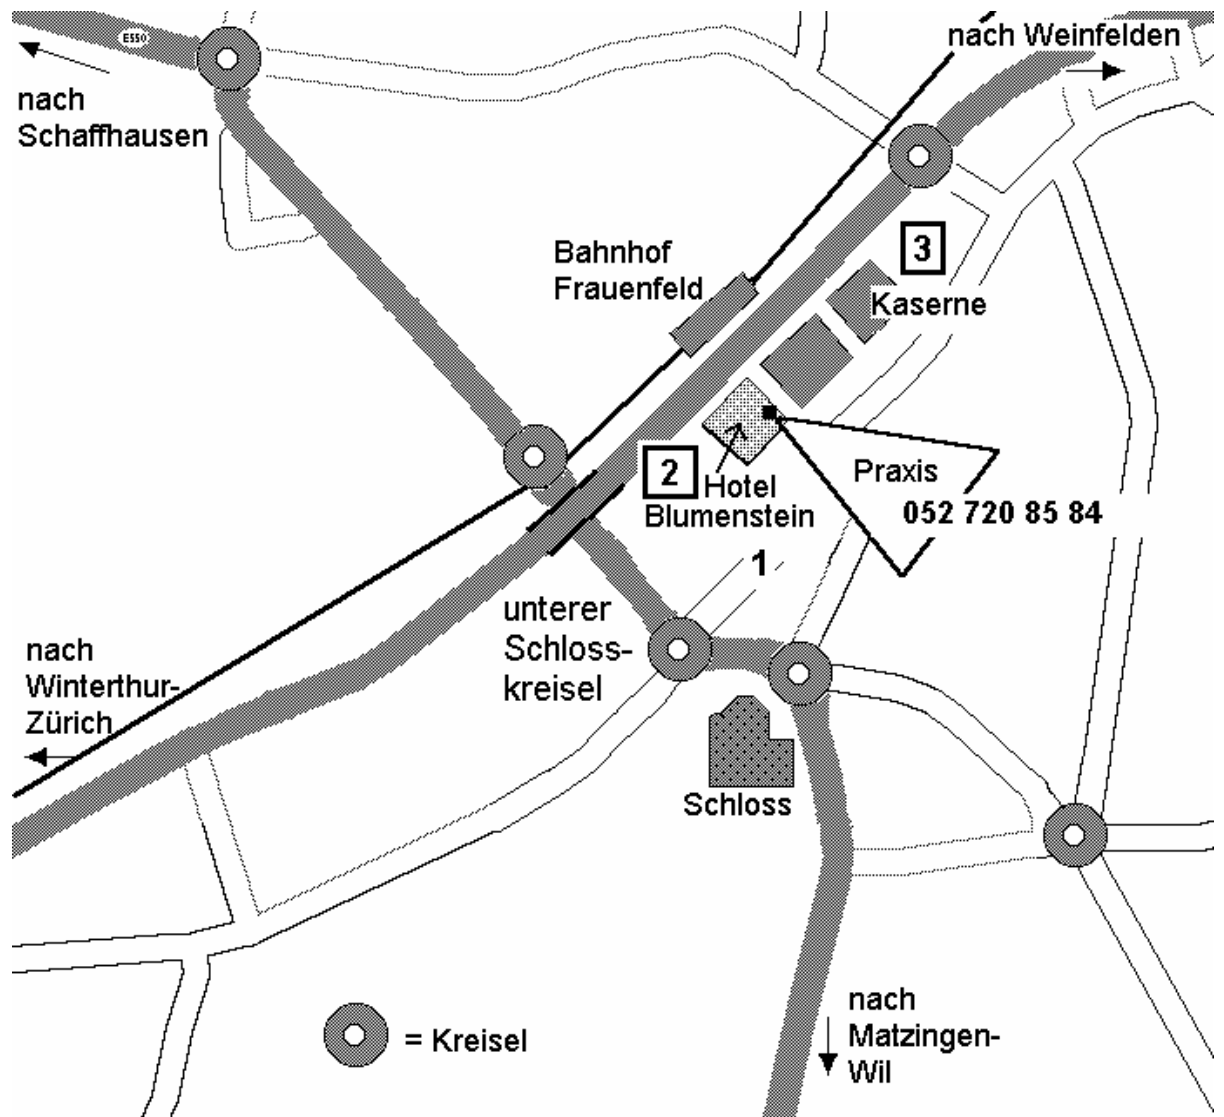 E550
nach Weinfelden
nach
Schaffhausen
3
Bahnhof
Frauenfeld
Kaserne
2
Hotel
Blumenstein
Praxis
052 720 85 84
1
unterer
Schloss-
kreisel
nach
Winterthur-
Zürich
Schloss
nach
Matzingen-
Wil
= Kreisel